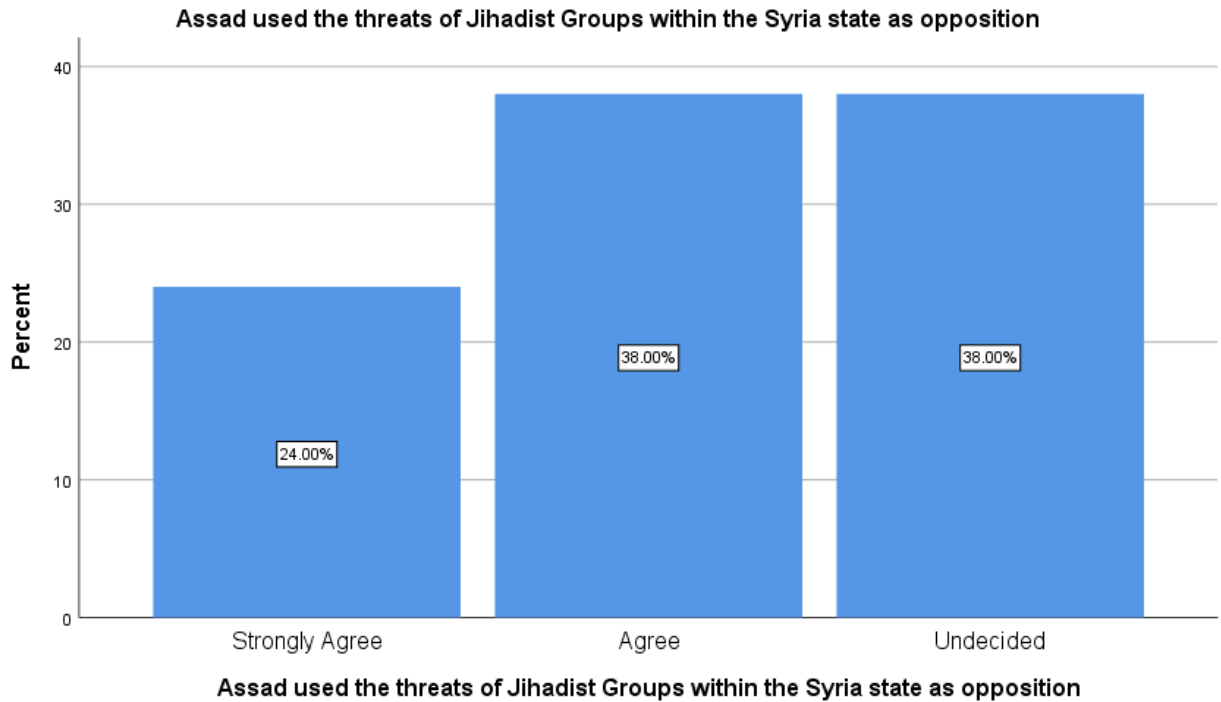 Assad used the threats of Jihadist Groups within the Syria state as opposition
40
30
20
10
0
Percent
24.00%
38.00%
38.00%
Strongly Agree
Agree
Undecided
Assad used the threats of Jihadist Groups within the Syria state as opposition